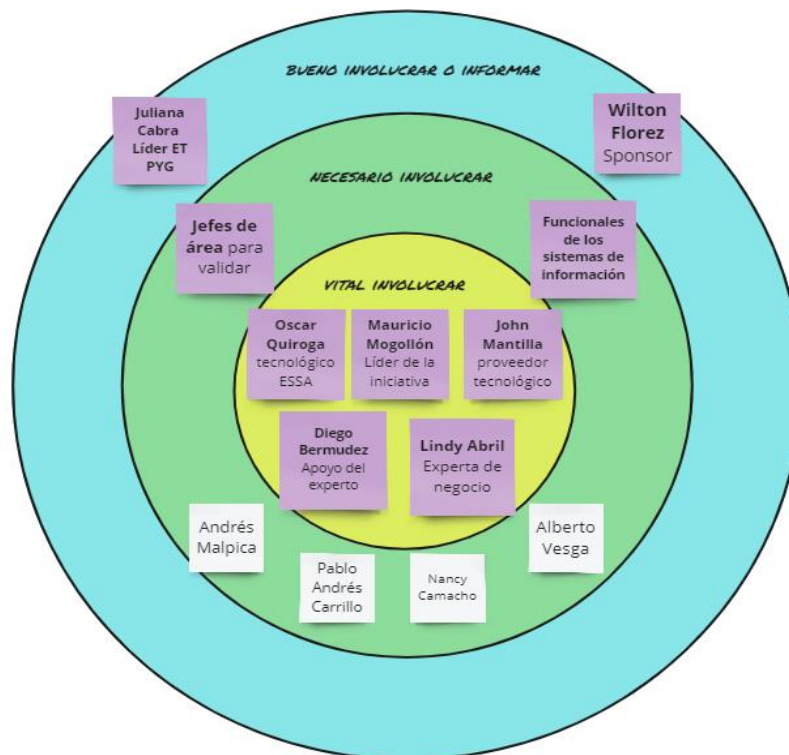 BUENO INVOLUCRAR O INFORMAR
Juliana
Cabra
Líder ET
PYG
Wilton
Florez
Sponsor
NECESARIO INVOLUCRAR
Jefes de
área para
validar
Funcionales
de los
sistemas de
información
VITAL INVOLUCRAR
Oscar
Quiroga
tecnológico
ESSA
Mauricio
Mogollón
Líder de la
iniciativa
John
Mantilla
proveedor
tecnológico
Diego
Bermudez
Apoyo del
experto
Lindy Abril
Experta de
negocio
Andrés
Malpica
Pablo
Andrés
Carrillo
Nancy
Camacho
Alberto
Vesga